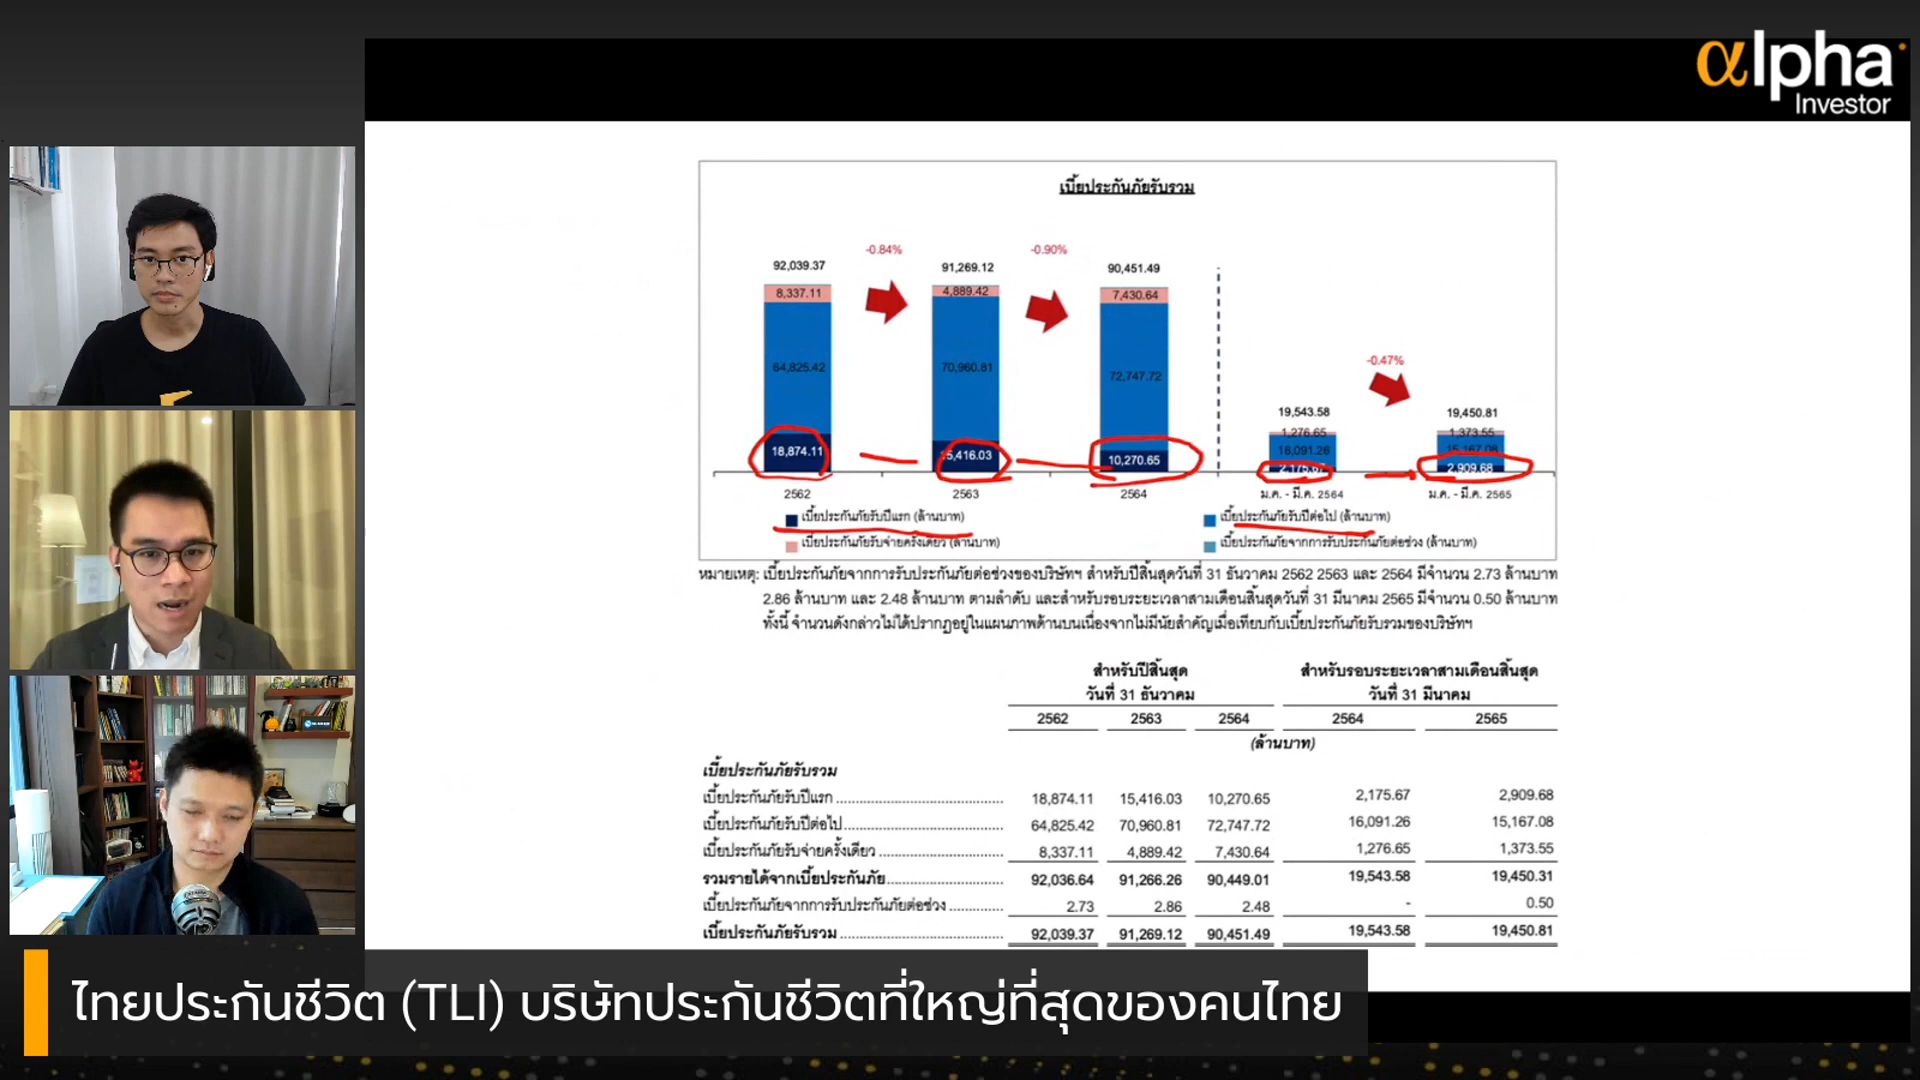 αlpha
Investor
เบี้ยประกันภัยรับรวม
-0.84%
-0.90%
92,039.37
91,269.12
90,451.49
8,337.11
4,889.42
7,430.64
64,825.42
70,960.81
72,747.72
18,874.11
15,416.03
10,270.65
-0.47%
19,543.58
19,450.81
1,276.65
1,373.55
16,091.26
15,167.08
2,175.67
2,909.68
2562
2563
2564
ม.ค. - มี.ค. 2564
ม.ค. - มี.ค. 2565
เบี้ยประกันภัยรับปีแรก (ล้านบาท)
เบี้ยประกันภัยรับปีต่อไป (ล้านบาท)
เบี้ยประกันภัยรับจ่ายครั้งเดียว (ล้านบาท)
เบี้ยประกันภัยจากการรับประกันภัยต่อช่วง (ล้านบาท)
หมายเหตุ: เบี้ยประกันภัยจากการรับประกันภัยต่อช่วงของบริษัทฯ สำหรับปีสิ้นสุดวันที่ 31 ธันวาคม 2562 2563 และ 2564 มีจำนวน 2.73 ล้านบาท
2.86 ล้านบาท และ 2.48 ล้านบาท ตามลำดับ และสำหรับรอบระยะเวลาสามเดือนสิ้นสุดวันที่ 31 มีนาคม 2565 มีจำนวน 0.50 ล้านบาท
ทั้งนี้ จำนวนดังกล่าวไม่ได้ปรากฏอยู่ในแผนภาพด้านบนเนื่องจากไม่มีนัยสำคัญเมื่อเทียบกับเบี้ยประกันภัยรับรวมของบริษัทฯ
สำหรับปีสิ้นสุด สำหรับรอบระยะเวลาสามเดือนสิ้นสุด
วันที่ 31 ธันวาคม วันที่ 31 มีนาคม
2562 2563 2564 2564 2565
(ล้านบาท)
เบี้ยประกันภัยรับรวม
เบี้ยประกันภัยรับปีแรก 18,874.11 15,416.03 10,270.65 2,175.67 2,909.68
เบี้ยประกันภัยรับปีต่อไป 64,825.42 70,960.81 72,747.72 16,091.26 15,167.08
เบี้ยประกันภัยรับจ่ายครั้งเดียว 8,337.11 4,889.42 7,430.64 1,276.65 1,373.55
รวมรายได้จากเบี้ยประกันภัย 92,036.64 91,266.26 90,449.01 19,543.58 19,450.31
เบี้ยประกันภัยจากการรับประกันภัยต่อช่วง 2.73 2.86 2.48 - 0.50
เบี้ยประกันภัยรับรวม 92,039.37 91,269.12 90,451.49 19,543.58 19,450.81
ไทยประกันชีวิต (TLI) บริษัทประกันชีวิตที่ใหญ่ที่สุดของคนไทย